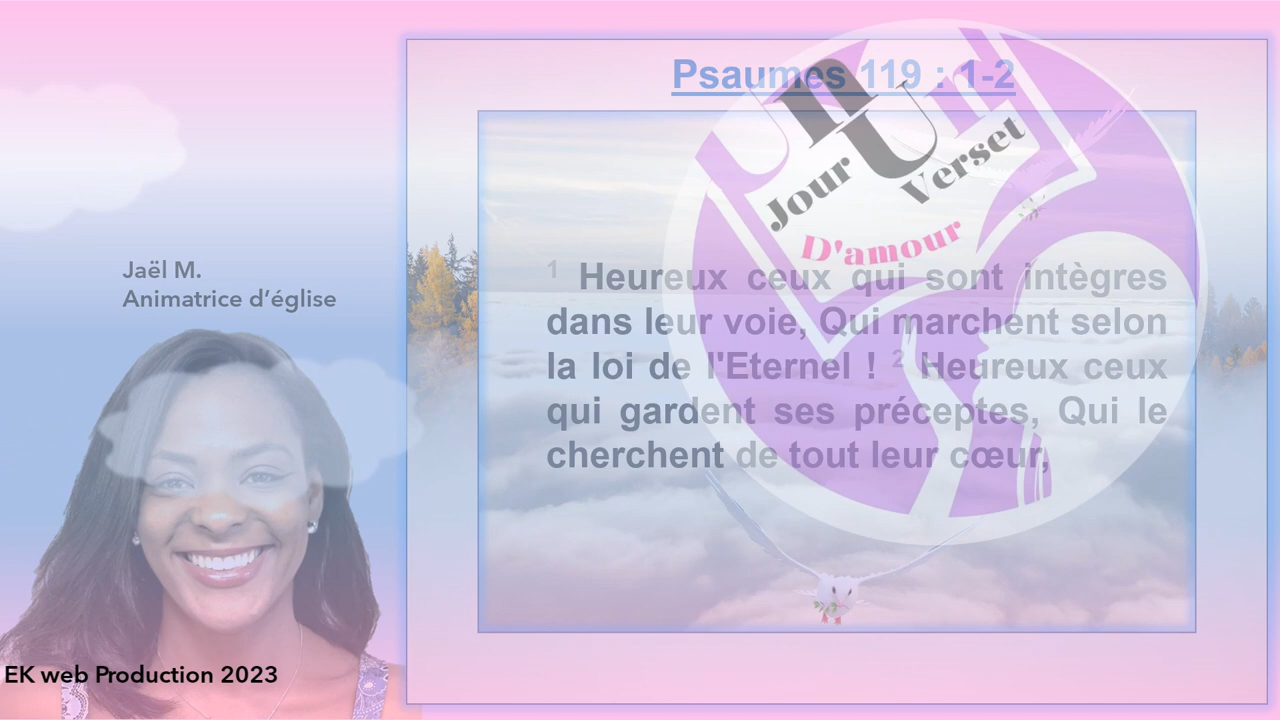 Psaumes 119 : 1-2
Un Un
Jour Verset
D'amour
Jaël M.
Animatrice d’église
1 Heureux ceux qui sont intègres
dans leur voie, Qui marchent selon
la loi de l'Eternel ! 2 Heureux ceux
qui gardent ses préceptes, Qui le
cherchent de tout leur cœur,
EK web Production 2023